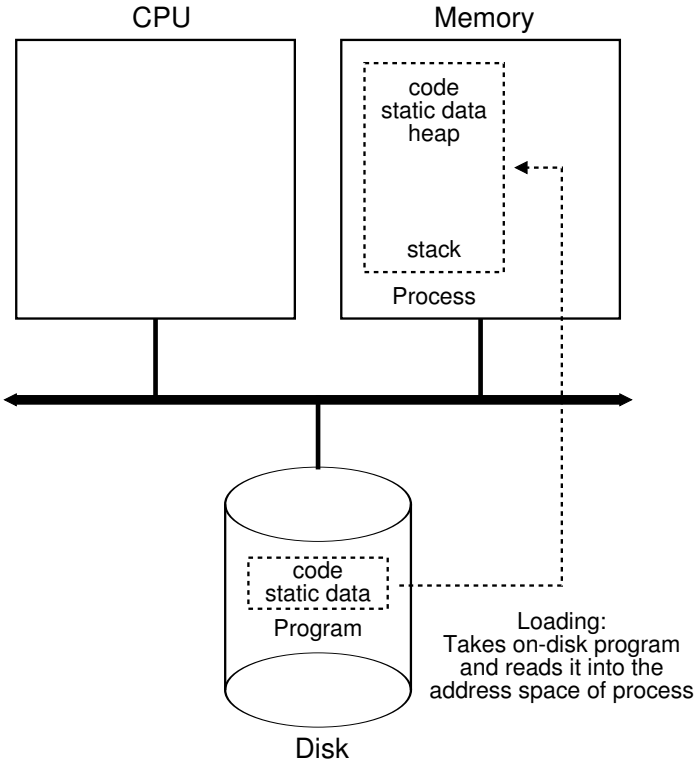 CPU
Memory
code
static data
heap
stack
Process
code
static data
Program
Loading:
Takes on-disk program
and reads it into the
address space of process
Disk